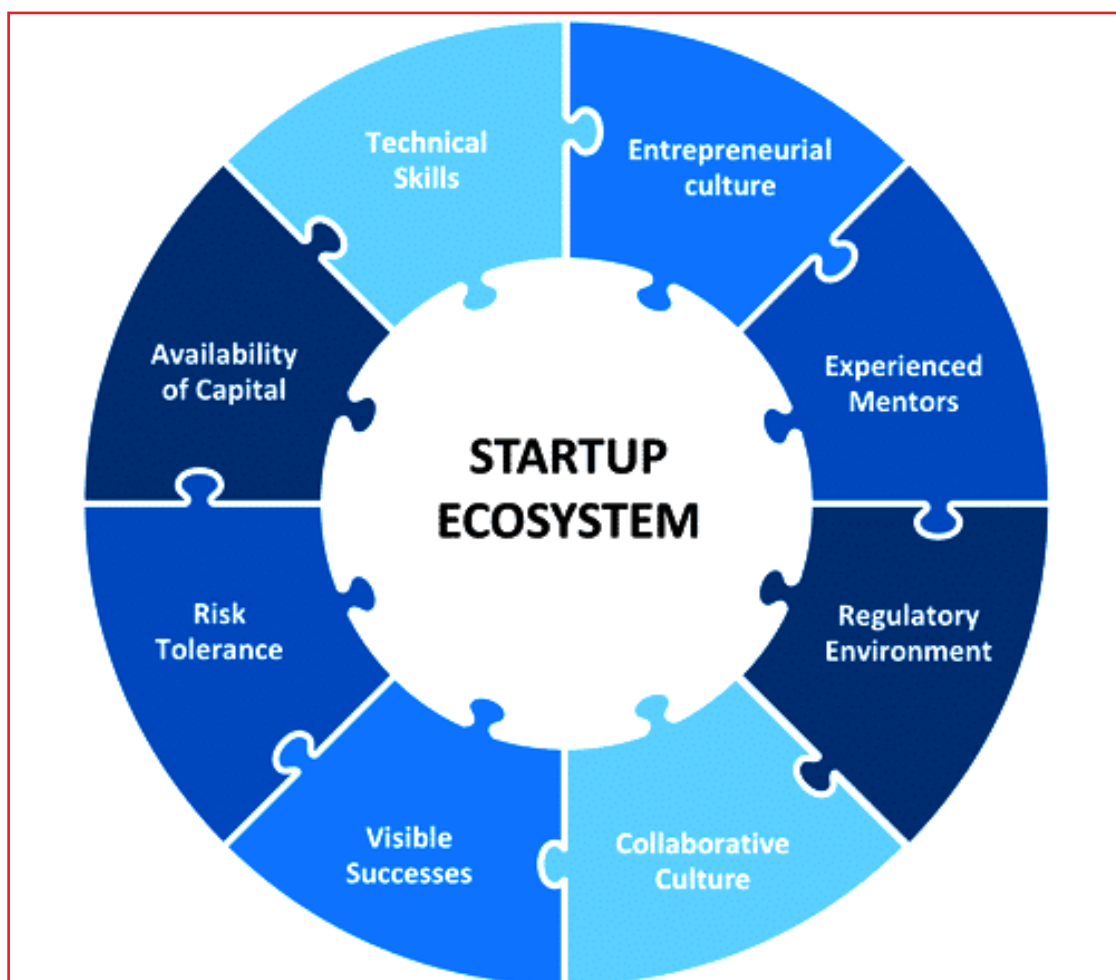 Technical
Skills
Entrepreneurial
culture
Experienced
Mentors
Regulatory
Environment
Collaborative
Culture
Visible
Successes
Risk
Tolerance
Availability
of Capital
STARTUP
ECOSYSTEM